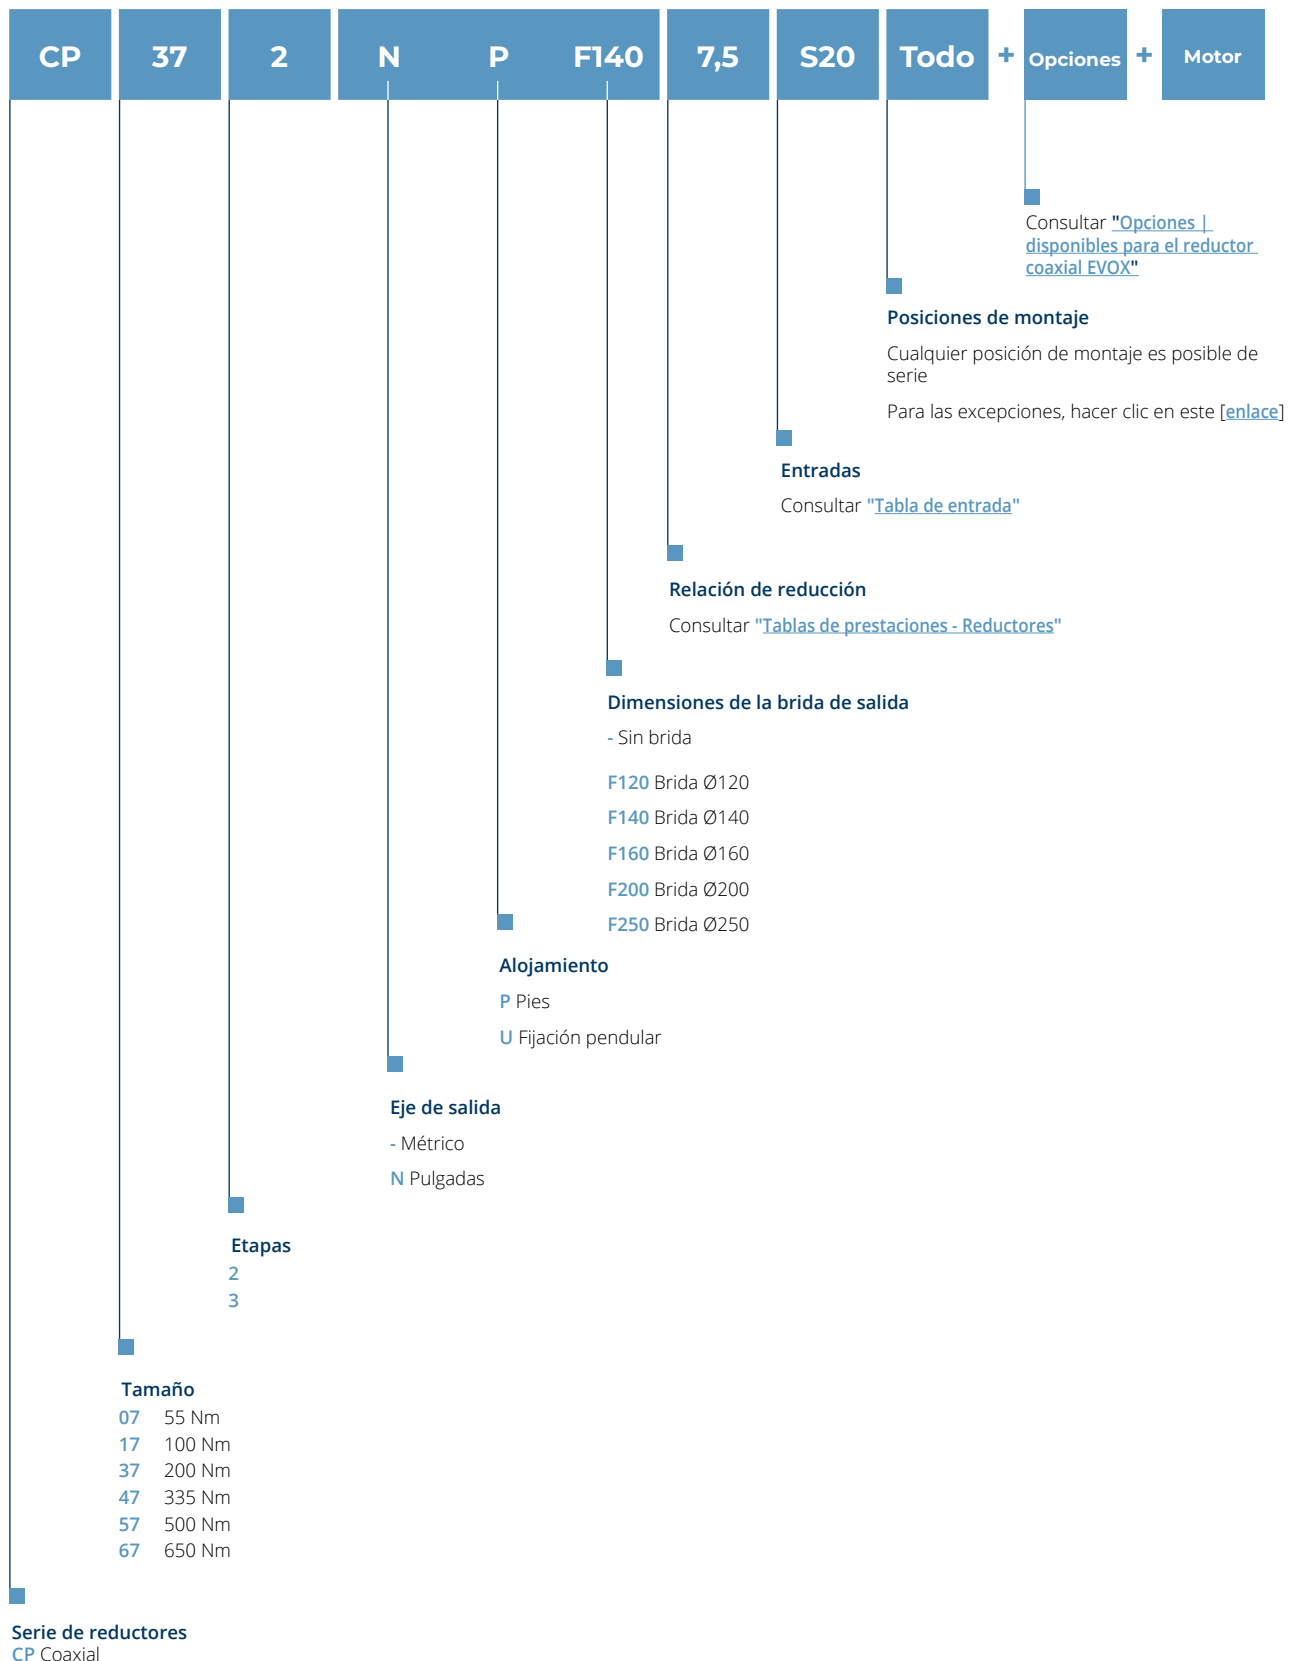 CP 37 2 N P F140 7,5 S20 Todo + Opciones + Motor
Consultar "Opciones |
disponibles para el reductor
coaxial EVOX"
Posiciones de montaje
Cualquier posición de montaje es posible de
serie
Para las excepciones, hacer clic en este [enlace]
Entradas
Consultar "Tabla de entrada"
Relación de reducción
Consultar "Tablas de prestaciones - Reductores"
Dimensiones de la brida de salida
- Sin brida
F120 Brida Ø120
F140 Brida Ø140
F160 Brida Ø160
F200 Brida Ø200
F250 Brida Ø250
Alojamiento
P Pies
U Fijación pendular
Eje de salida
- Métrico
N Pulgadas
Etapas
2
3
Tamaño
07 55 Nm
17 100 Nm
37 200 Nm
47 335 Nm
57 500 Nm
67 650 Nm
Serie de reductores
CP Coaxial